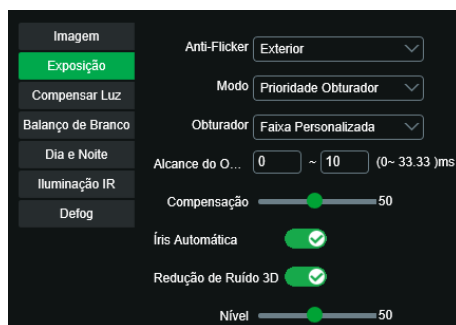 Imagem
Exposição
Compensar Luz
Balanço de Branco
Dia e Noite
Iluminação IR
Defog
Anti-Flicker Exterior
Modo Prioridade Obturador
Obturador Faixa Personalizada
Alcance do O... 0 ~ 10 (0~ 33.33 )ms
Compensação 50
Íris Automática
Redução de Ruído 3D
Nível 50